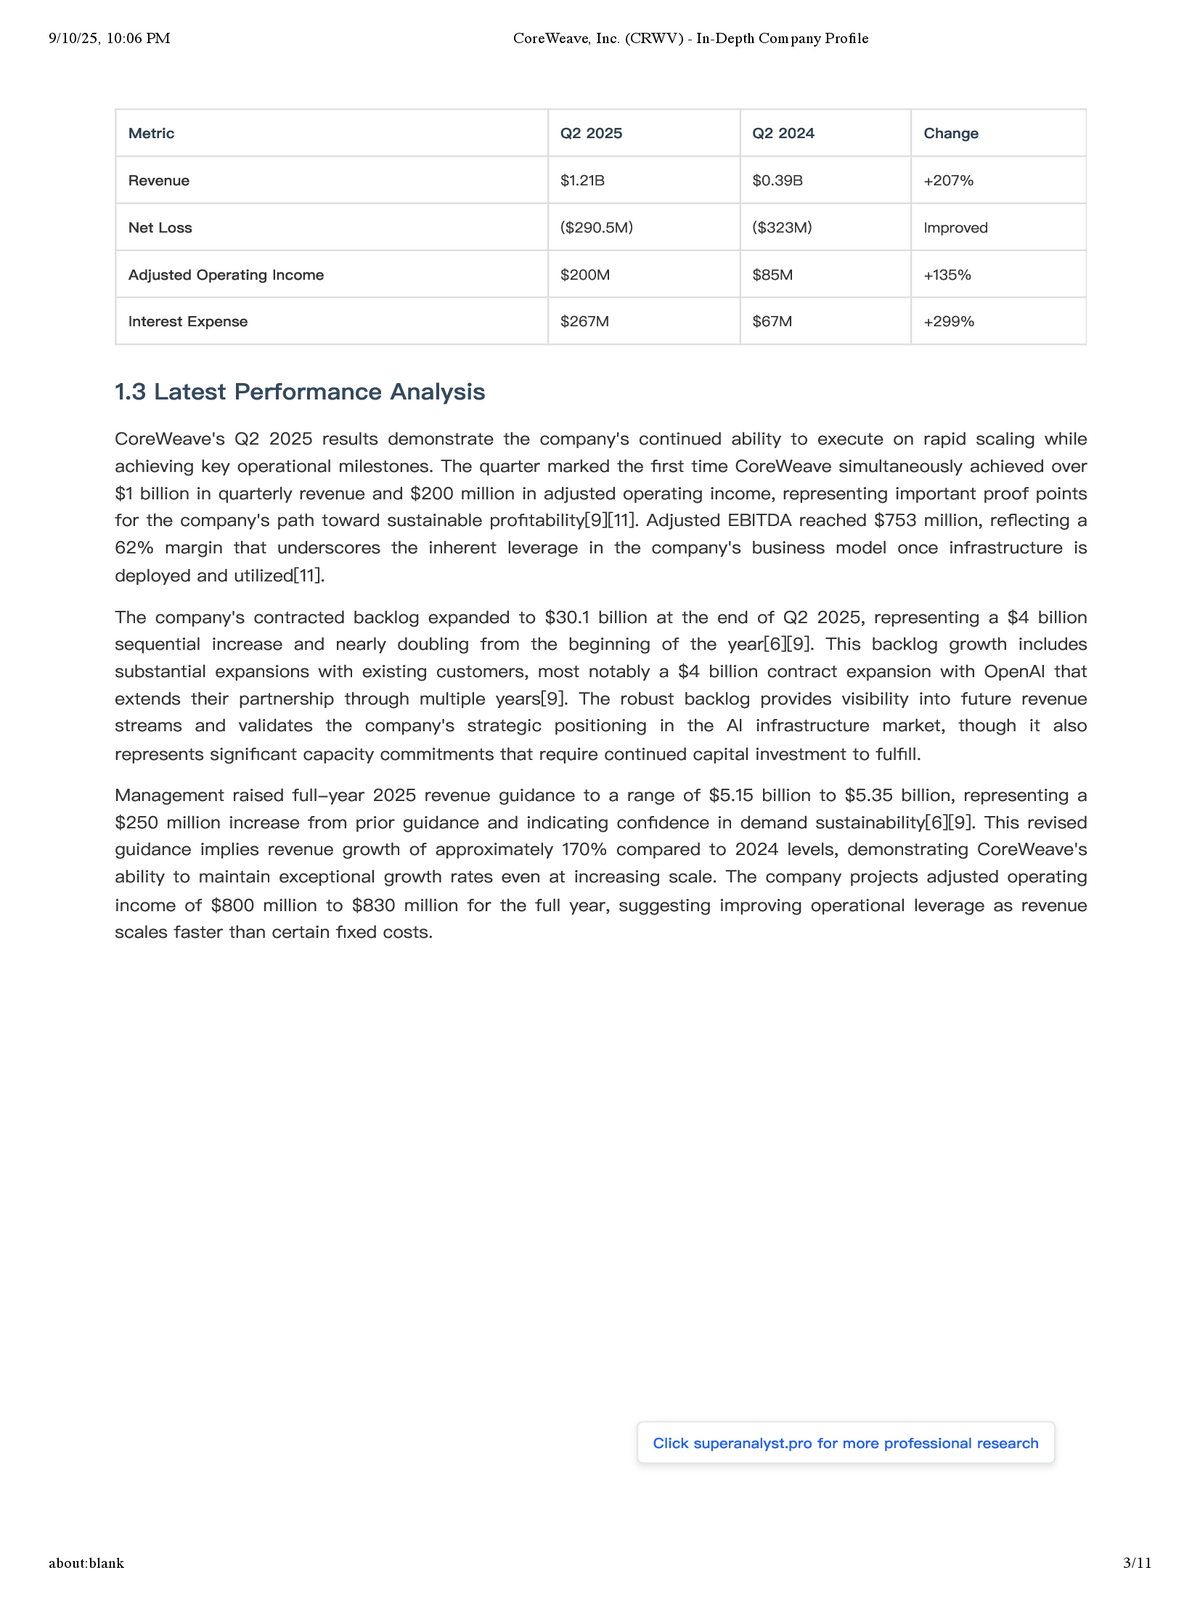 9/10/25, 10:06 PM CoreWeave, Inc. (CRWV) - In-Depth Company Profile
Metric Q2 2025 Q2 2024 Change
Revenue $1.21B $0.39B +207%
Net Loss ($290.5M) ($323M) Improved
Adjusted Operating Income $200M $85M +135%
Interest Expense $267M $67M +299%
1.3 Latest Performance Analysis
CoreWeave's Q2 2025 results demonstrate the company's continued ability to execute on rapid scaling while
achieving key operational milestones. The quarter marked the first time CoreWeave simultaneously achieved over
$1 billion in quarterly revenue and $200 million in adjusted operating income, representing important proof points
for the company's path toward sustainable profitability[9][11]. Adjusted EBITDA reached $753 million, reflecting a
62% margin that underscores the inherent leverage in the company's business model once infrastructure is
deployed and utilized[11].
The company's contracted backlog expanded to $30.1 billion at the end of Q2 2025, representing a $4 billion
sequential increase and nearly doubling from the beginning of the year[6][9]. This backlog growth includes
substantial expansions with existing customers, most notably a $4 billion contract expansion with OpenAI that
extends their partnership through multiple years[9]. The robust backlog provides visibility into future revenue
streams and validates the company's strategic positioning in the AI infrastructure market, though it also
represents significant capacity commitments that require continued capital investment to fulfill.
Management raised full–year 2025 revenue guidance to a range of $5.15 billion to $5.35 billion, representing a
$250 million increase from prior guidance and indicating confidence in demand sustainability[6][9]. This revised
guidance implies revenue growth of approximately 170% compared to 2024 levels, demonstrating CoreWeave's
ability to maintain exceptional growth rates even at increasing scale. The company projects adjusted operating
income of $800 million to $830 million for the full year, suggesting improving operational leverage as revenue
scales faster than certain fixed costs.
Click superanalyst.pro for more professional research
about:blank 3/11